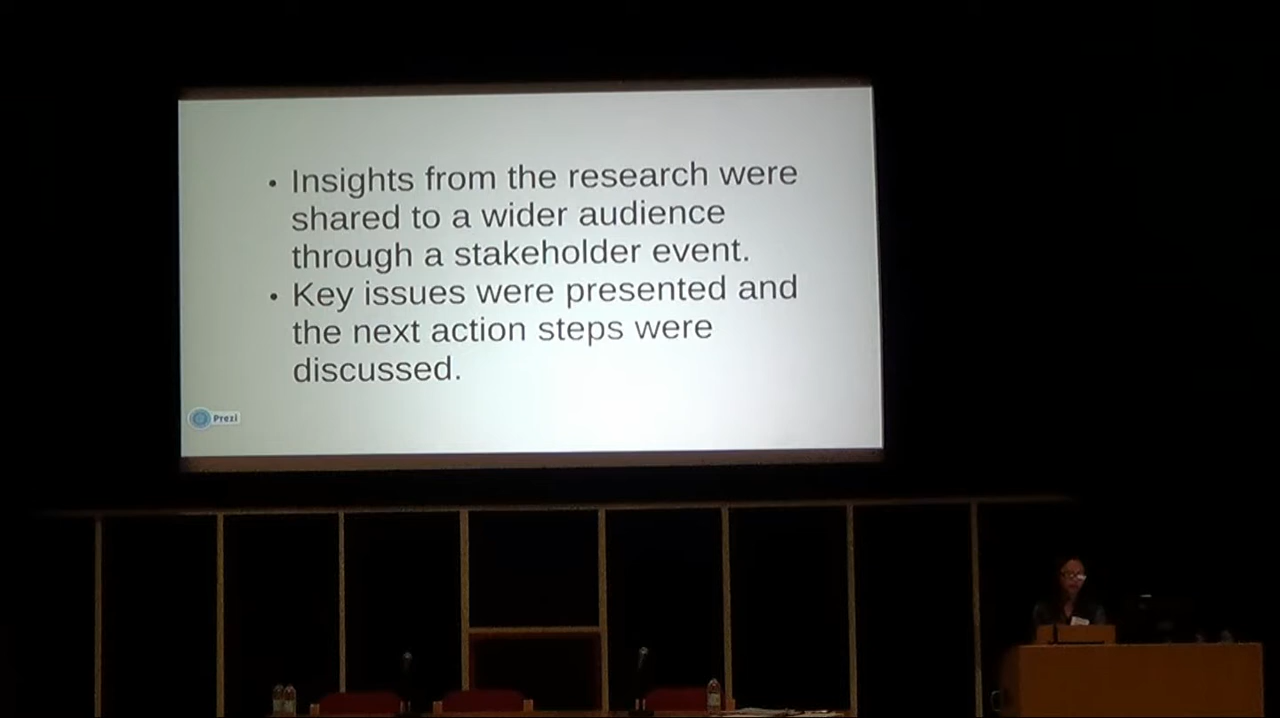 • Insights from the research were
shared to a wider audience
through a stakeholder event.
• Key issues were presented and
the next action steps were
discussed.
Prezi